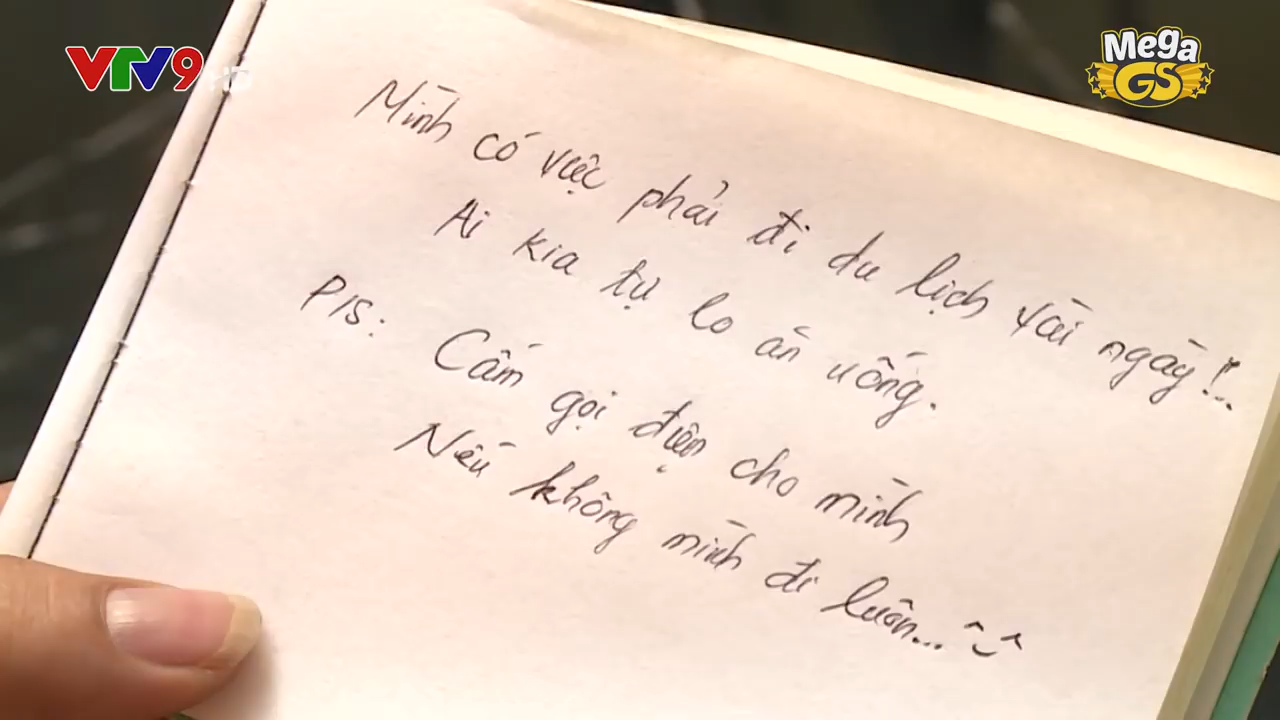 VTV9 HD
Mega
GS
Mình có việc phải đi du lịch vài ngày!..
Ai kia tự lo ăn uống.
P/S: Cấm gọi điện cho mình
Nếu không mình đi luôn... ^‿^